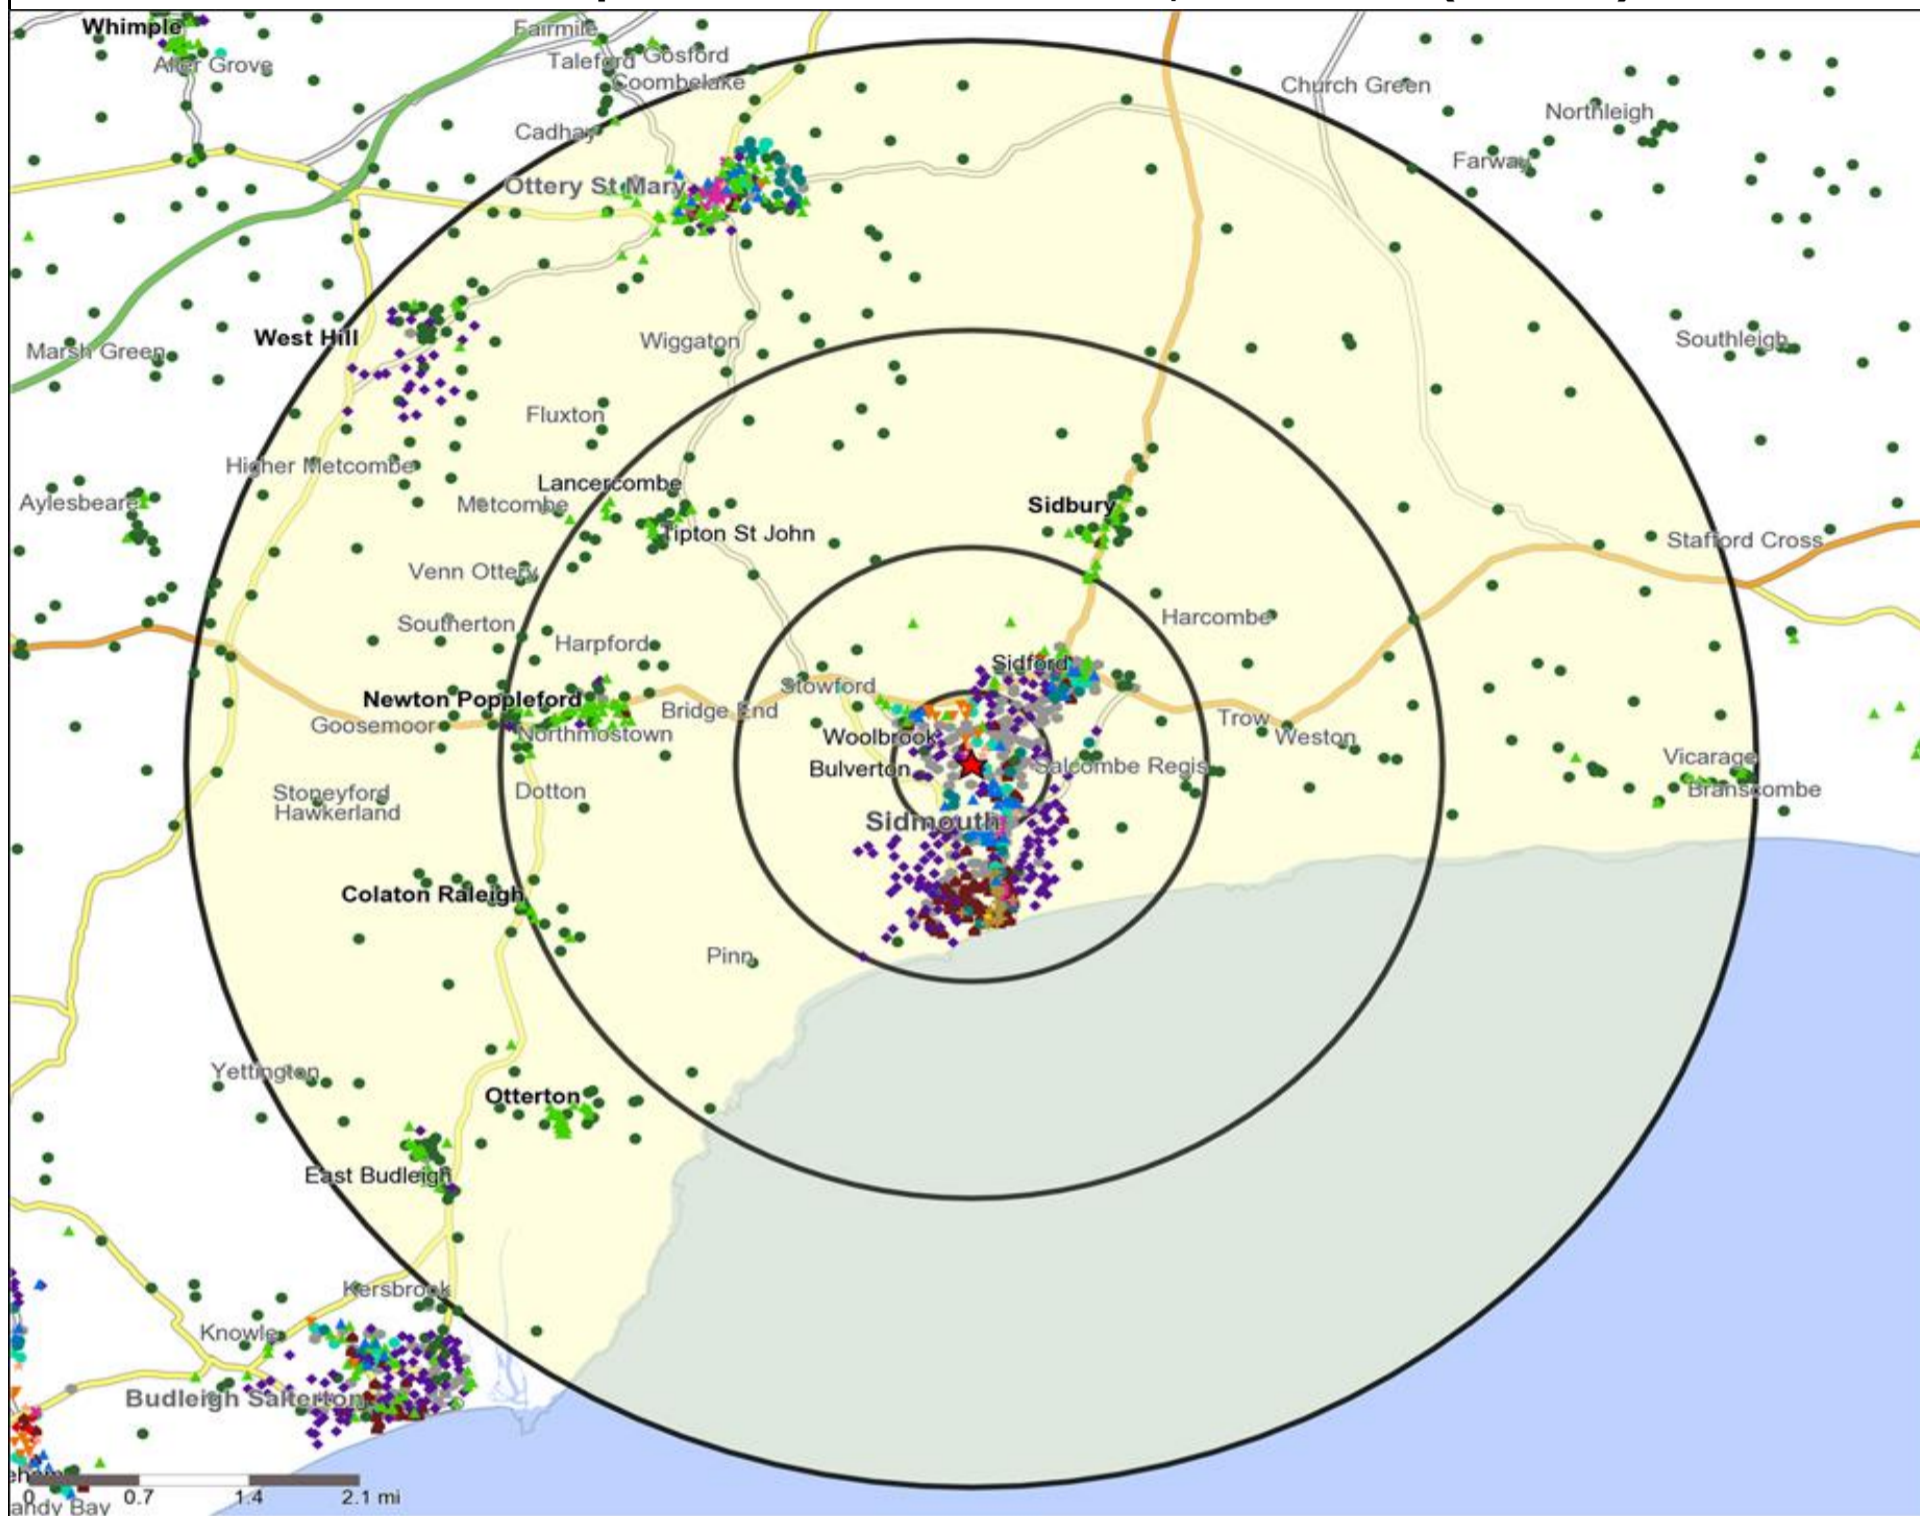 Whimple
Fairmile
Aller Grove
Taleford
Gosford
Coombelake
Church Green
Northleigh
Cadhay
Farway
Ottery St Mary
West Hill
Wiggaton
Southleigh
Marsh Green
Fluxton
Higher Metcombe
Lancercombe
Aylesbeare
Metcombe
Sidbury
Tipton St John
Stafford Cross
Venn Ottery
Southerton
Harcombe
Harpford
Sidford
Stowford
Newton Poppleford
Bridge End
Goosemoor
Northmostown
Trow
Weston
Woolbrook
Vicarage
Bulverton
Salcombe Regis
Stoneyford
Dotton
Branscombe
Hawkerland
Sidmouth
Colaton Raleigh
Pinn
Yettington
Otterton
East Budleigh
Kersbrook
Knowle
Budleigh Salterton
0 0.7 1.4 2.1 mi
andy Bay